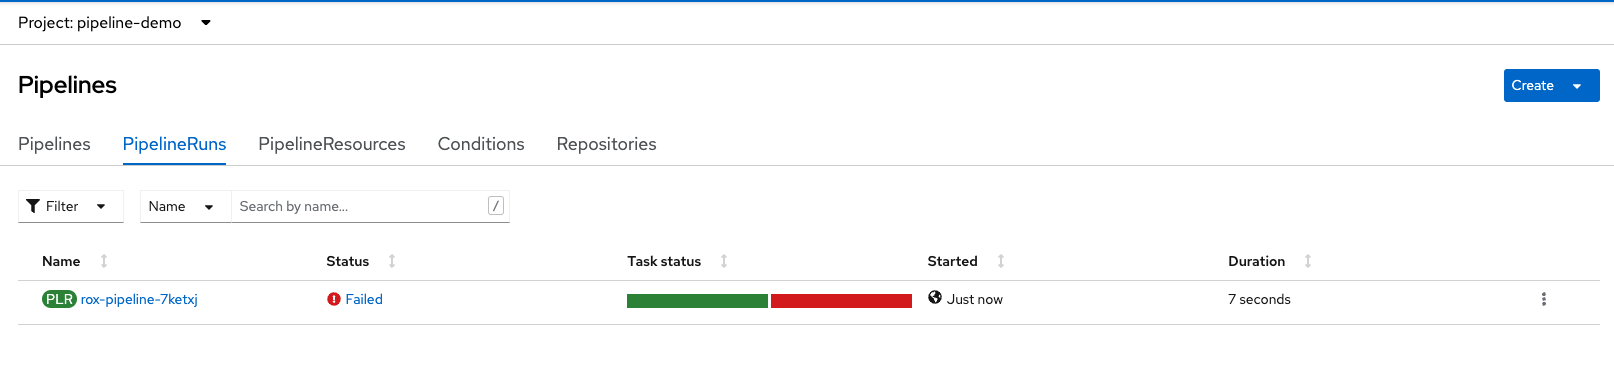 Project: pipeline-demo
Pipelines
Create
Pipelines PipelineRuns PipelineResources Conditions Repositories
Filter Name Search by name... /
Name Status Task status Started Duration
PLR rox-pipeline-7ketxj Failed Just now 7 seconds